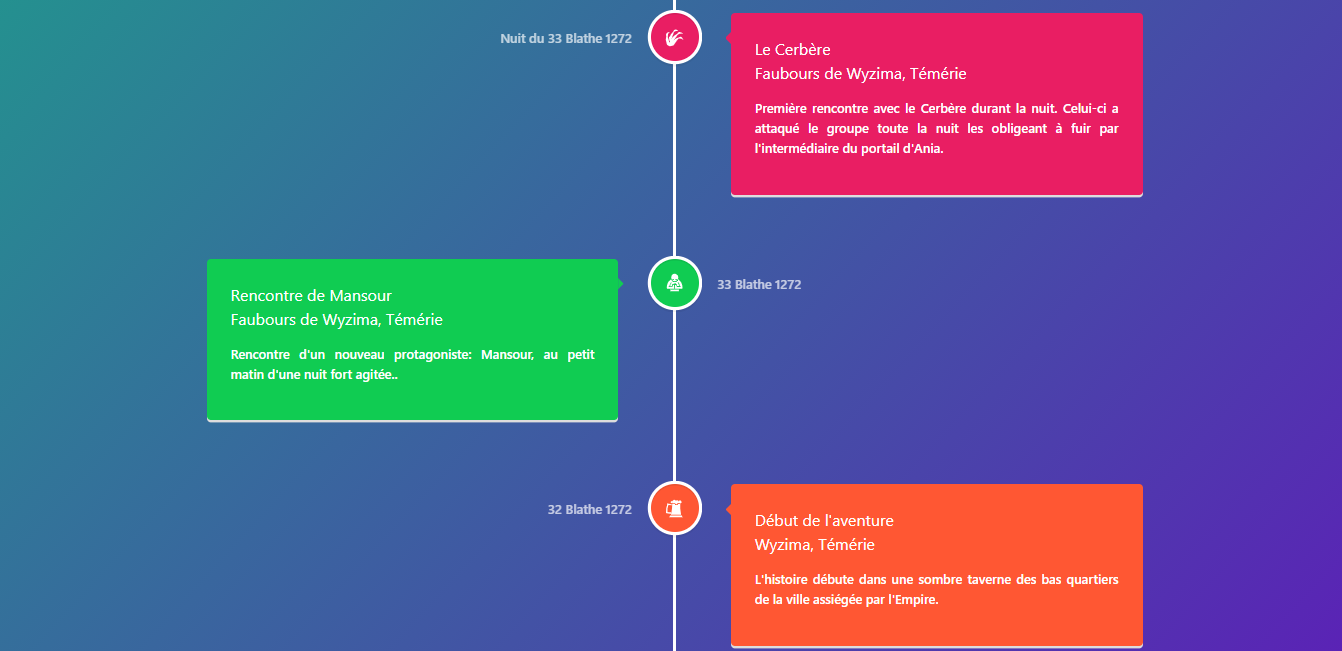 Nuit du 33 Blathe 1272
Le Cerbère
Faubours de Wyzima, Témérie
Première rencontre avec le Cerbère durant la nuit. Celui-ci a
attaqué le groupe toute la nuit les obligeant à fuir par
l'intermédiaire du portail d'Ania.
Rencontre de Mansour
Faubours de Wyzima, Témérie
Rencontre d'un nouveau protagoniste: Mansour, au petit
matin d'une nuit fort agitée..
33 Blathe 1272
32 Blathe 1272
Début de l'aventure
Wyzima, Témérie
L'histoire débute dans une sombre taverne des bas quartiers
de la ville assiégée par l'Empire.